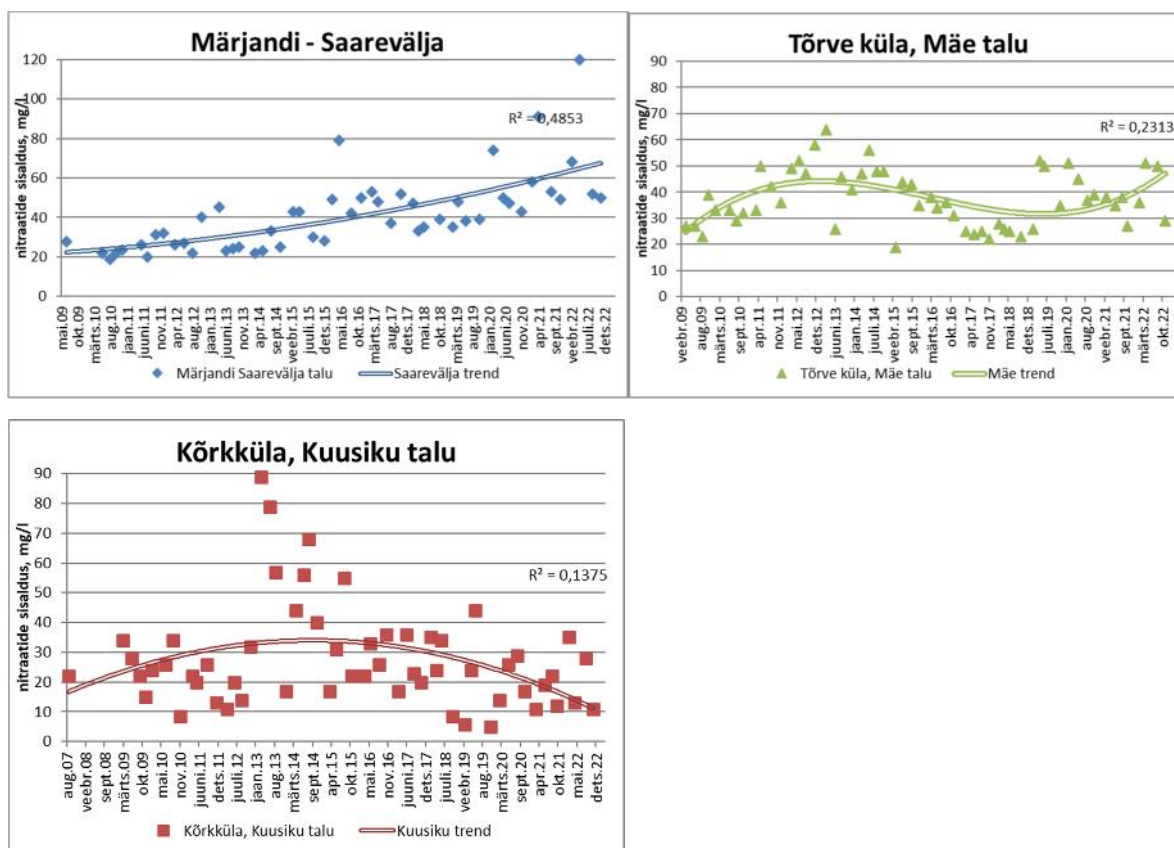 Märjandi - Saarevälja
nitraatide sisaldus, mg/l
120
100
80
60
40
20
0
R² = 0,4853
mai.09
okt.09
märts.10
aug.10
jaan.11
juuni.11
nov.11
apr.12
sept.12
aug.12
veebr.13
juuni.13
nov.13
apr.14
sept.14
veebr.15
juuli.15
dets.15
mai.16
okt.16
märts.17
aug.17
jaan.18
mai.18
okt.18
märts.19
aug.19
jaan.20
juuni.20
nov.20
apr.21
sept.21
veebr.22
juuli.22
dets.22
Märjandi Saarevälja talu
Saarevälja trend
Tõrve küla, Mäe talu
nitraatide sisaldus, mg/l
90
80
70
60
50
40
30
20
10
0
R² = 0,2313
veebr.09
aug.09
märts.10
sept.10
apr.11
nov.11
mai.12
dets.12
juuni.13
jaan.14
juuli.14
veebr.15
sept.15
märts.16
okt.16
apr.17
nov.17
mai.18
dets.18
juuli.19
jaan.20
aug.20
veebr.21
sept.21
märts.22
okt.22
Tõrve küla, Mäe talu
Mäe trend
Kõrkküla, Kuusiku talu
nitraatide sisaldus, mg/l
90
80
70
60
50
40
30
20
10
0
R² = 0,1375
aug.07
veebr.08
sept.08
märts.09
okt.09
mai.10
nov.10
juuni.11
dets.11
juuli.12
jaan.13
aug.13
märts.14
sept.14
apr.15
nov.15
mai.16
nov.16
juuni.17
dets.17
juuli.18
veebr.19
aug.19
märts.20
sept.20
apr.21
okt.21
mai.22
dets.22
Kõrkküla, Kuusiku talu
Kuusiku trend